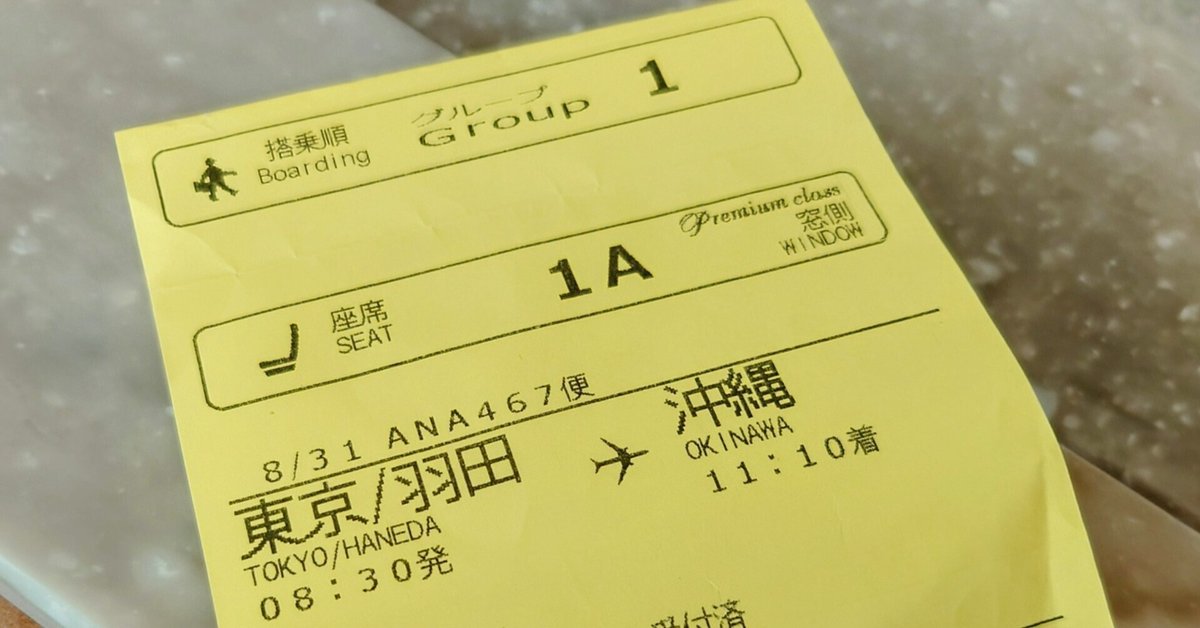 搭乗順 グループ
Boarding Group 1
Premium class
座席 1A 窓側
SEAT WINDOW
8/31 ANA467便
東京/羽田 沖縄
TOKYO/HANEDA OKINAWA
08:30発 11:10着
付済